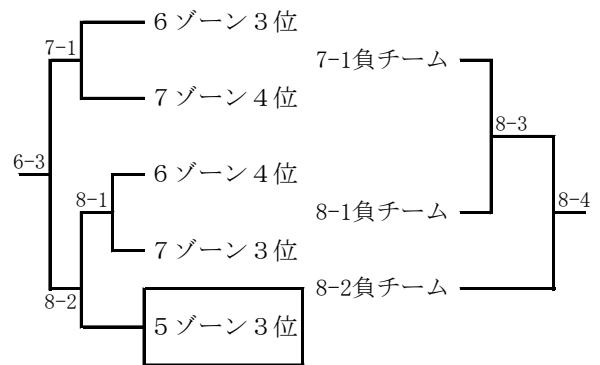 ６ゾーン３位
7-1
7-1負チーム
７ゾーン４位
8-3
6-3
６ゾーン４位
8-1
8-4
8-1負チーム
７ゾーン３位
8-2
8-2負チーム
５ゾーン３位